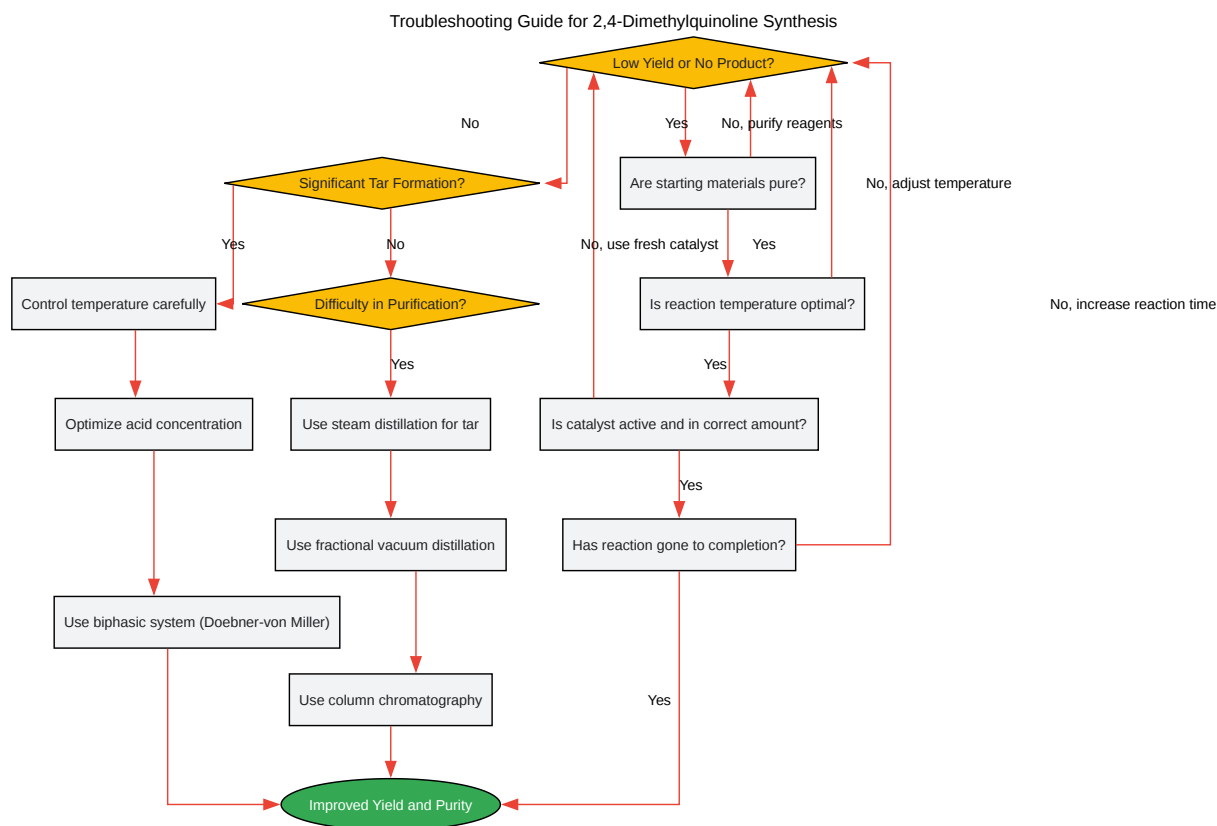 Troubleshooting Guide for 2,4-Dimethylquinoline Synthesis
Low Yield or No Product?
No
Yes
No, purify reagents
Significant Tar Formation?
Are starting materials pure?
No, adjust temperature
Yes
No
No, use fresh catalyst
Yes
Control temperature carefully
Difficulty in Purification?
Is reaction temperature optimal?
No, increase reaction time
Yes
Yes
Optimize acid concentration
Use steam distillation for tar
Is catalyst active and in correct amount?
Yes
Use fractional vacuum distillation
Has reaction gone to completion?
Use biphasic system (Doebner-von Miller)
Use column chromatography
Yes
Improved Yield and Purity